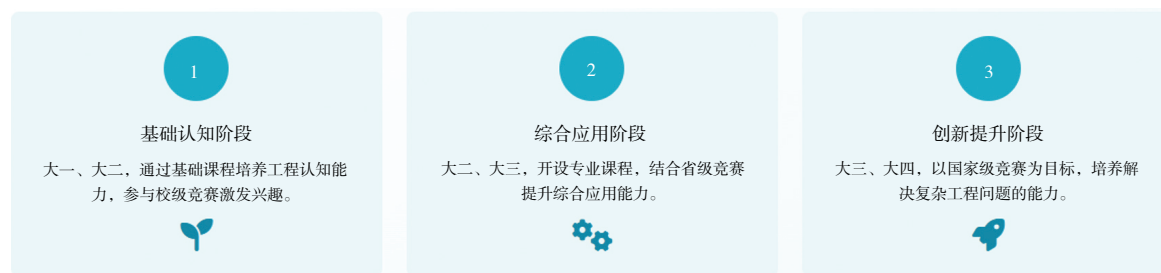 1
基础认知阶段
大一、大二，通过基础课程培养工程认知能
力，参与校级竞赛激发兴趣。
2
综合应用阶段
大二、大三，开设专业课程，结合省级竞赛
提升综合应用能力。
3
创新提升阶段
大三、大四，以国家级竞赛为目标，培养解
决复杂工程问题的能力。